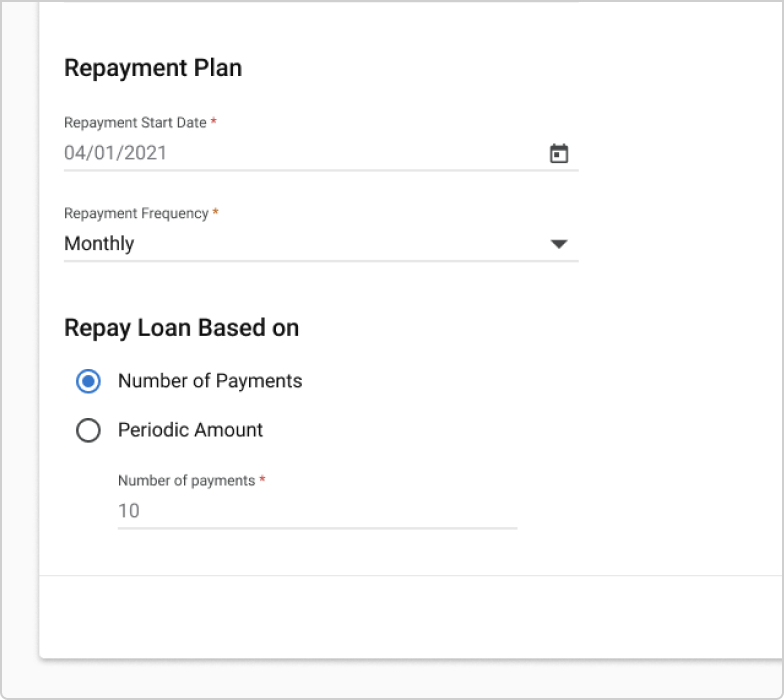 Repayment Plan
Repayment Start Date *
04/01/2021
Repayment Frequency *
Monthly
Repay Loan Based on
Number of Payments
Periodic Amount
Number of payments *
10